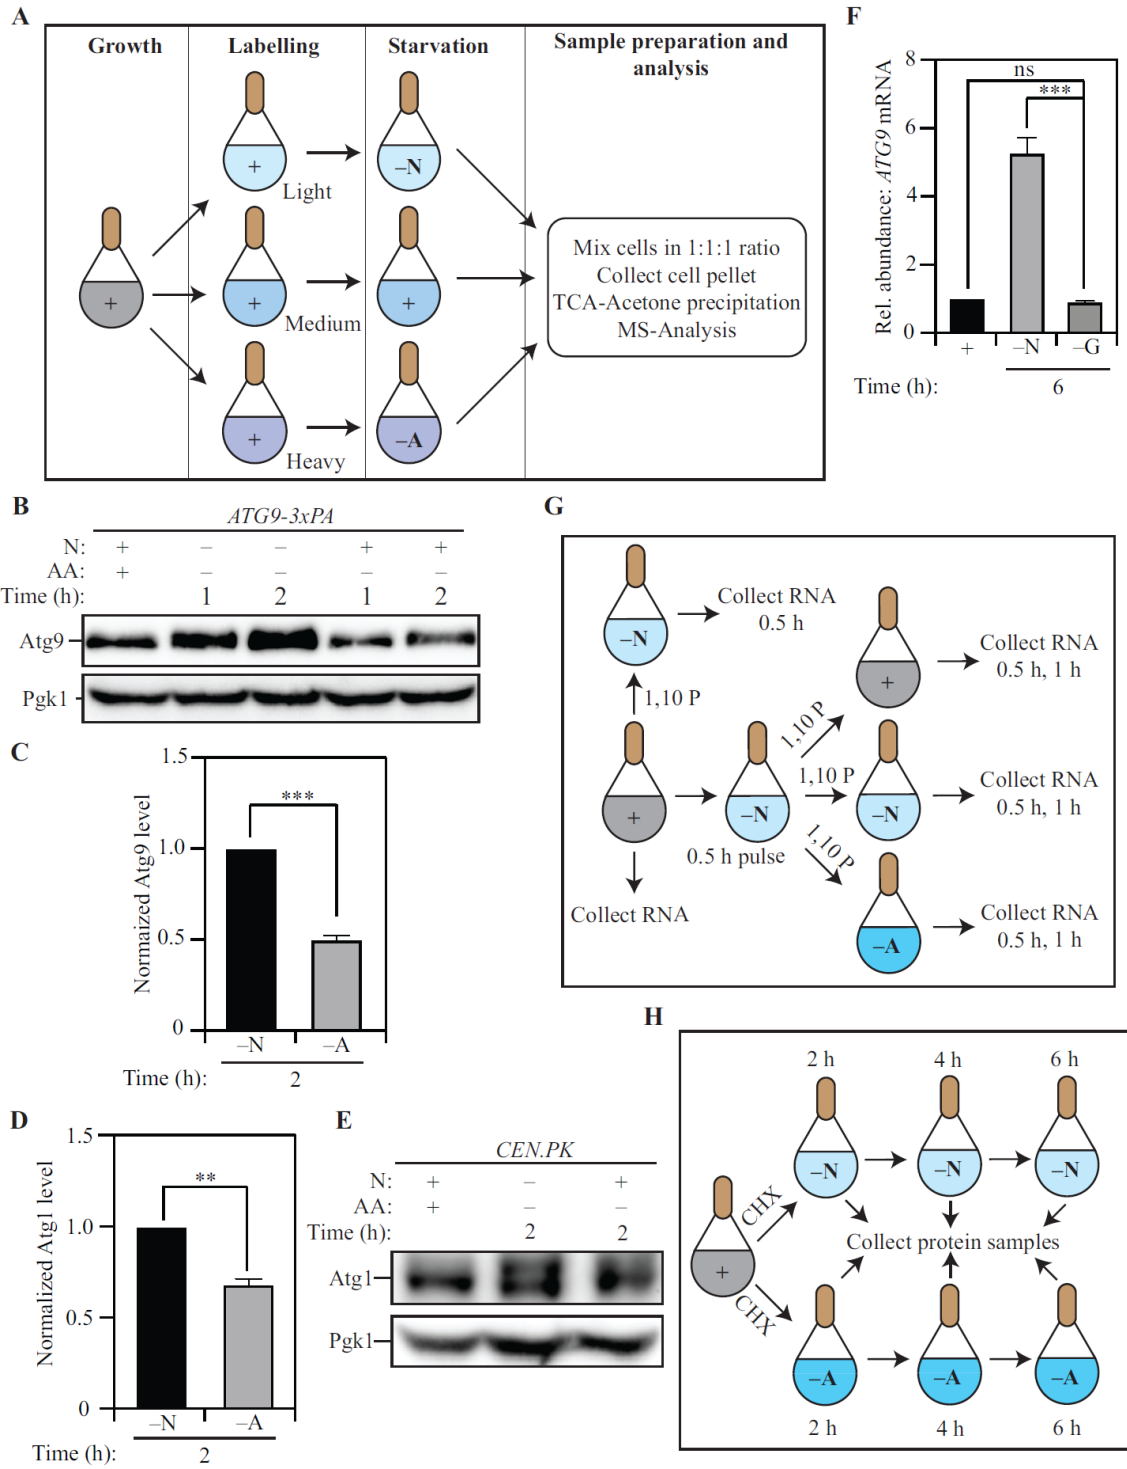 A
Growth
Labelling
Starvation
Sample preparation and
analysis
+
Light
–N
+
+
Medium
+
+
Heavy
–A
Mix cells in 1:1:1 ratio
Collect cell pellet
TCA-Acetone precipitation
MS-Analysis
B
ATG9-3xPA
N: + – – + +
AA: + – – – –
Time (h): 1 2 1 2
Atg9
Pgk1
C
Normaized Atg9 level
1.5
1.0
0.5
0
***
–N –A
Time (h): 2
D
Normalized Atg1 level
1.5
1.0
0.5
0
**
–N –A
Time (h): 2
E
CEN.PK
N: + – +
AA: + – –
Time (h): 2 2
Atg1
Pgk1
F
Rel. abundance: ATG9 mRNA
8
6
4
2
0
ns
***
+ –N –G
Time (h): 6
G
–N
Collect RNA
0.5 h
1,10 P
+
Collect RNA
–N
0.5 h pulse
1,10 P
+
Collect RNA
0.5 h, 1 h
1,10 P
–N
Collect RNA
0.5 h, 1 h
1,10 P
–A
Collect RNA
0.5 h, 1 h
H
2 h 4 h 6 h
–N –N –N
CHX
+
Collect protein samples
CHX
–A –A –A
2 h 4 h 6 h